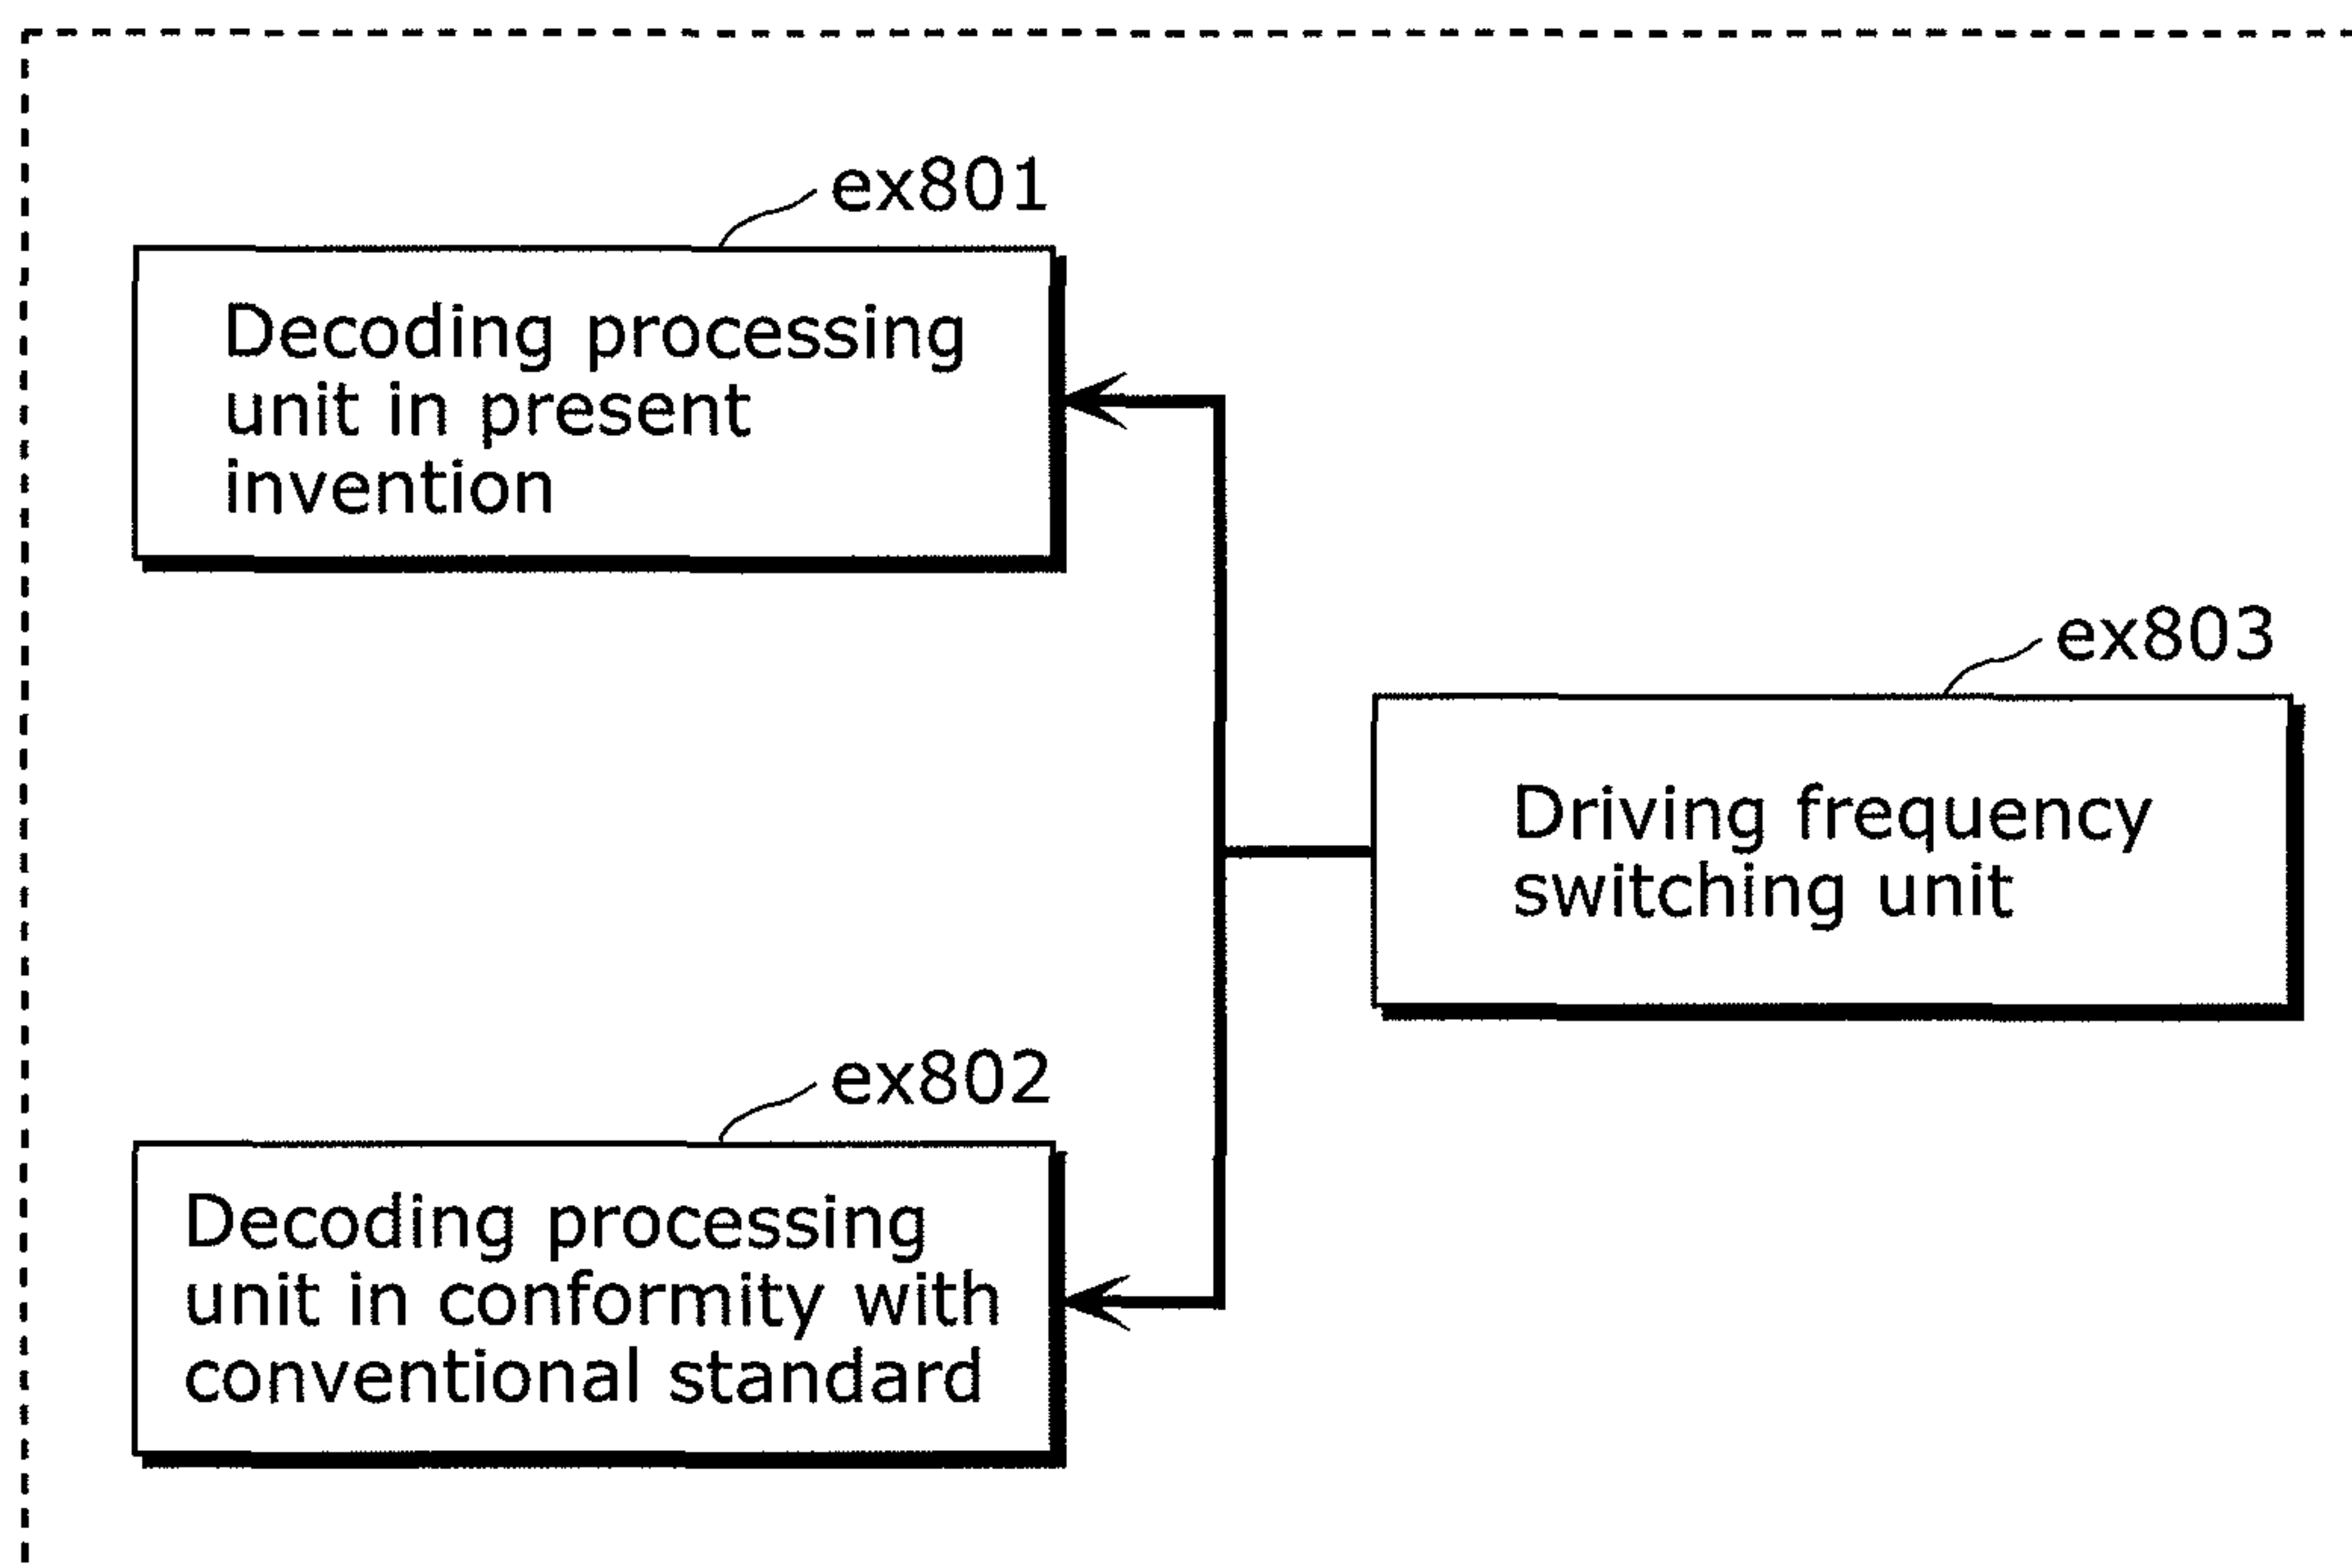 ex801
Decoding processing
unit in present
invention
ex803
Driving frequency
switching unit
ex802
Decoding processing
unit in conformity with
conventional standard